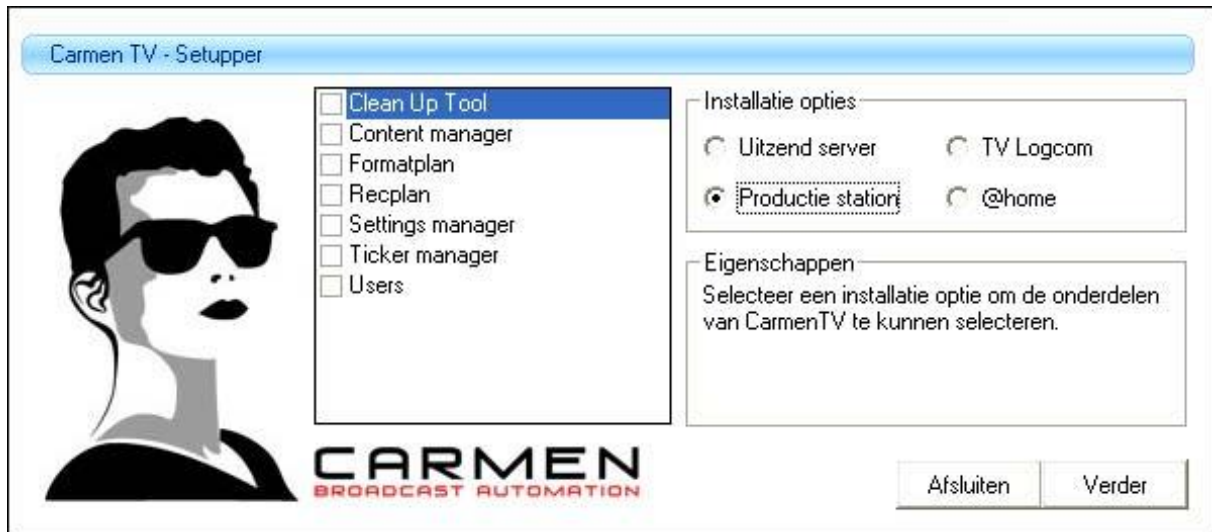 Carmen TV - Setupper
Clean Up Tool
Content manager
Formatplan
Recplan
Settings manager
Ticker manager
Users
Installatie opties
Uitzend server
TV Logcom
Productie station
@home
Eigenschappen
Selecteer een installatie optie om de onderdelen
van CarmenTV te kunnen selecteren.
CARMEN
BROADCAST AUTOMATION
Afsluiten
Verder